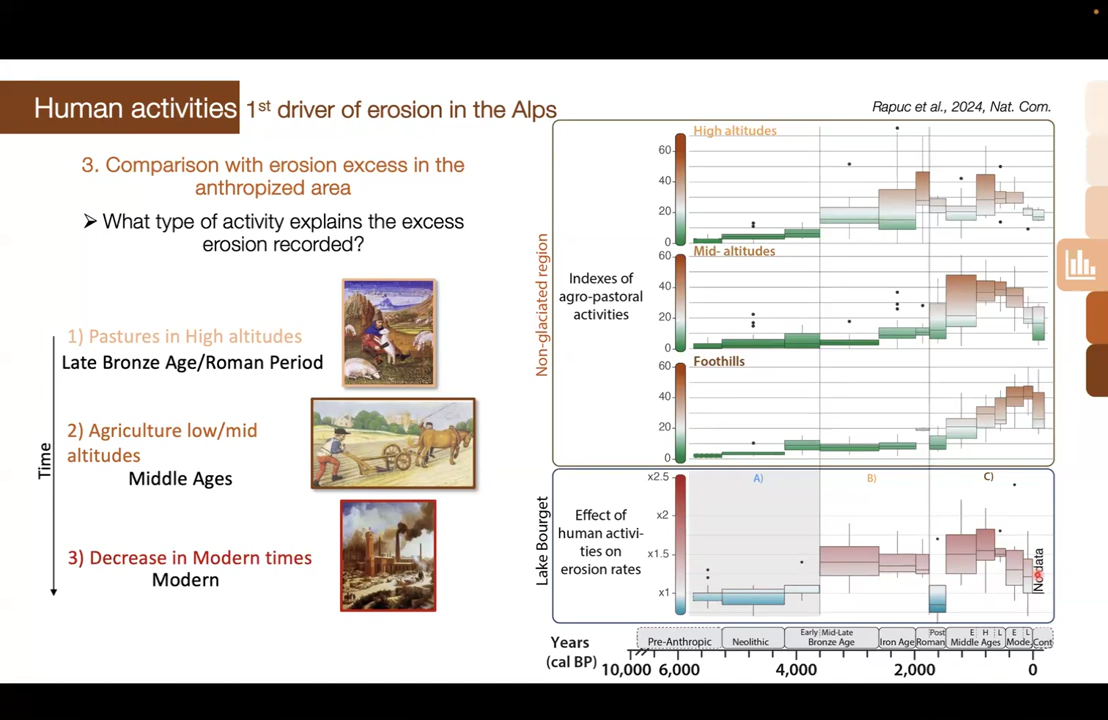 Human activities 1st driver of erosion in the Alps
Rapuc et al., 2024, Nat. Com.
3. Comparison with erosion excess in the
anthropized area
➤ What type of activity explains the excess
erosion recorded?
Time
1) Pastures in High altitudes
Late Bronze Age/Roman Period
2) Agriculture low/mid
altitudes
Middle Ages
3) Decrease in Modern times
Modern
Non-glaciated region
Indexes of
agro-pastoral
activities
High altitudes
60
40
20
0
Mid- altitudes
60
40
20
0
Foothills
60
40
20
0
Lake Bourget
Effect of
human activi-
ties on
erosion rates
x2.5
x2
x1.5
x1
A)
B)
C)
No data
Years
(cal BP)
Pre-Anthropic
Neolithic
Early Mid-Late
Bronze Age
Iron Age
Post
Roman
E H L
Middle Ages
E L
Mode.
Cont
10,000 6,000 4,000 2,000 0